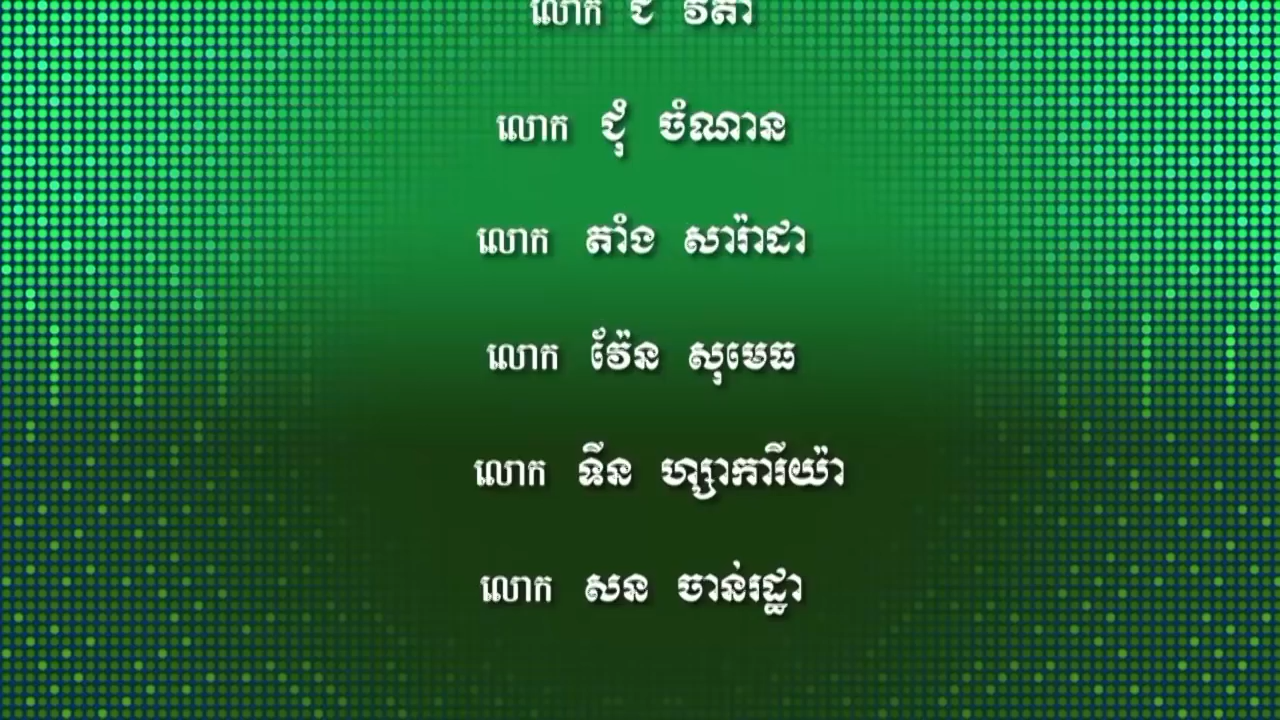 លោក ជុំ ចំណាន
លោក តាំង សារ៉ាដា
លោក វ៉ែន សុមេធ
លោក ទីន ហ្សាការីយ៉ា
លោក សន ចាន់រដ្ឋា